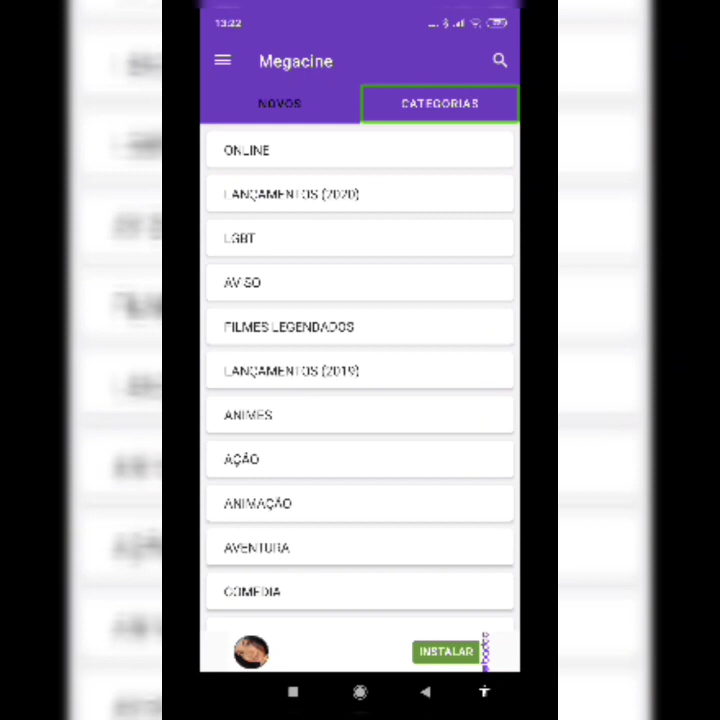 13:22
Megacine
NOVOS
CATEGORIAS
ONLINE
LANÇAMENTOS (2020)
LGBT
AVISO
FILMES LEGENDADOS
LANÇAMENTOS (2019)
ANIMES
AÇÃO
ANIMAÇÃO
AVENTURA
COMEDIA
INSTALAR